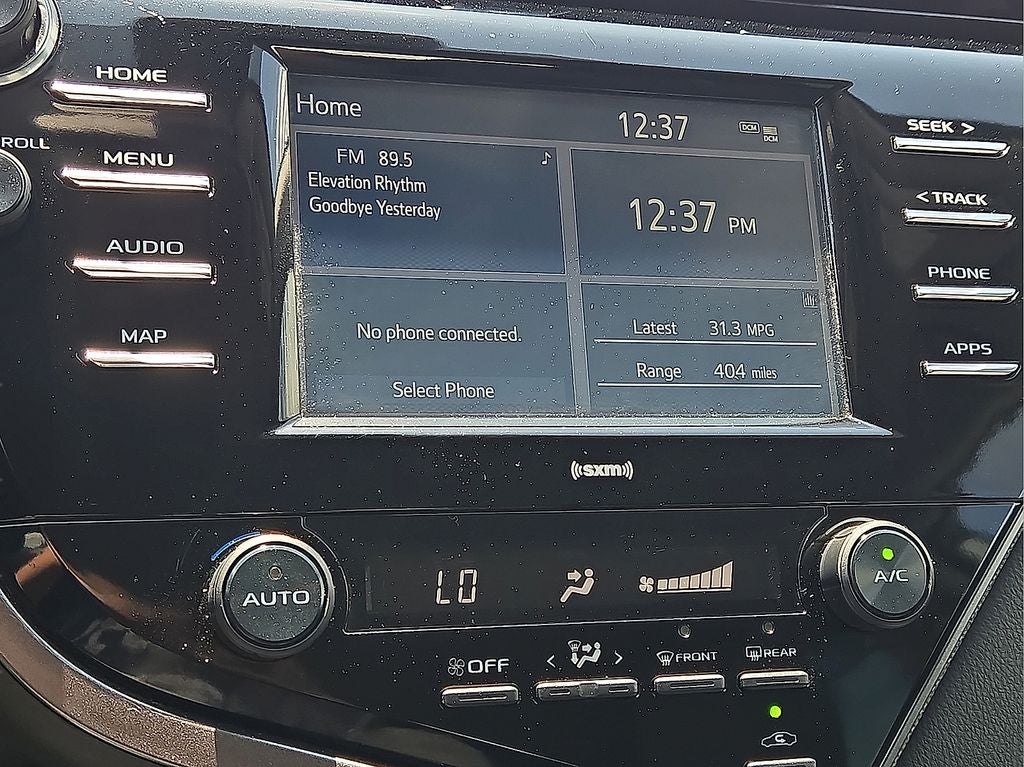 HOME
ROLL
MENU
AUDIO
MAP
Home
12:37
DCM
DCM
FM 89.5
Elevation Rhythm
Goodbye Yesterday
12:37 PM
No phone connected.
Select Phone
Latest 31.3 MPG
Range 404 miles
SEEK >
< TRACK
PHONE
APPS
((sxm))
AUTO
LO
A/C
OFF
< >
FRONT
REAR